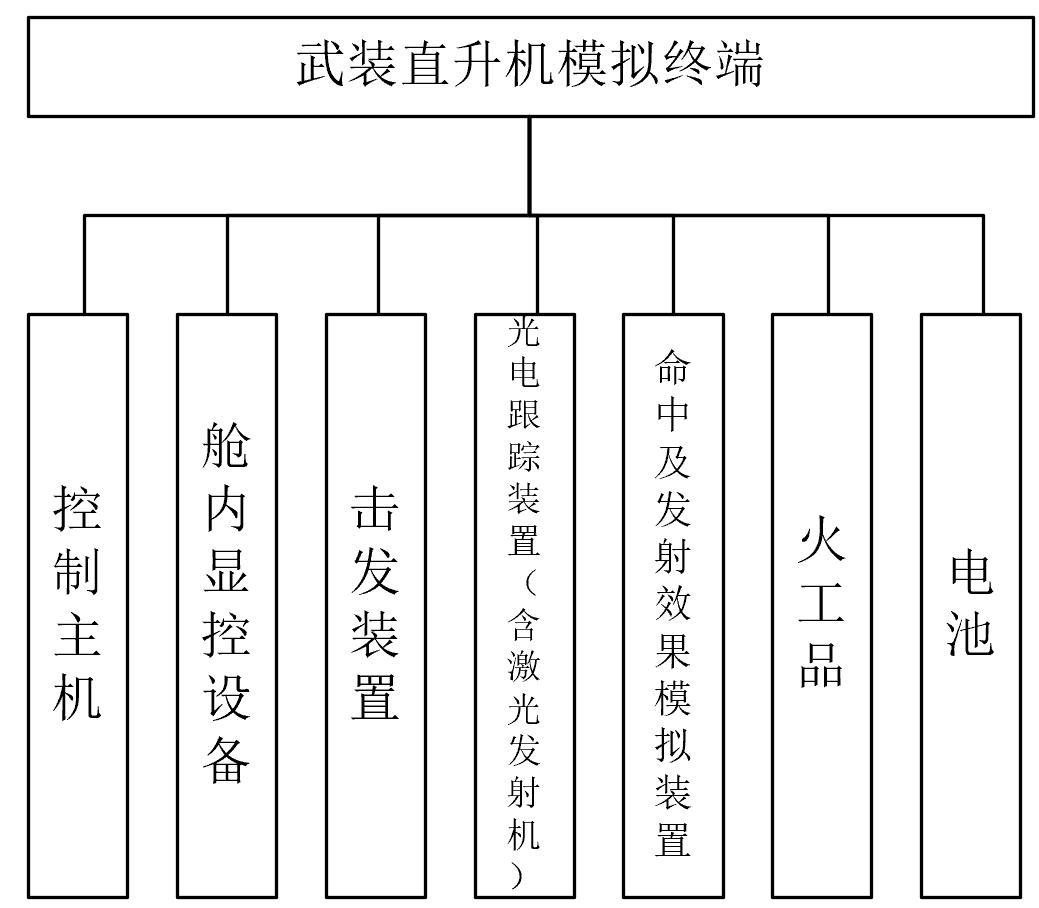 武装直升机模拟终端
控制主机
舱内显控设备
击发装置
光电跟踪装置（含激光发射机）
命中及发射效果模拟装置
火工品
电池